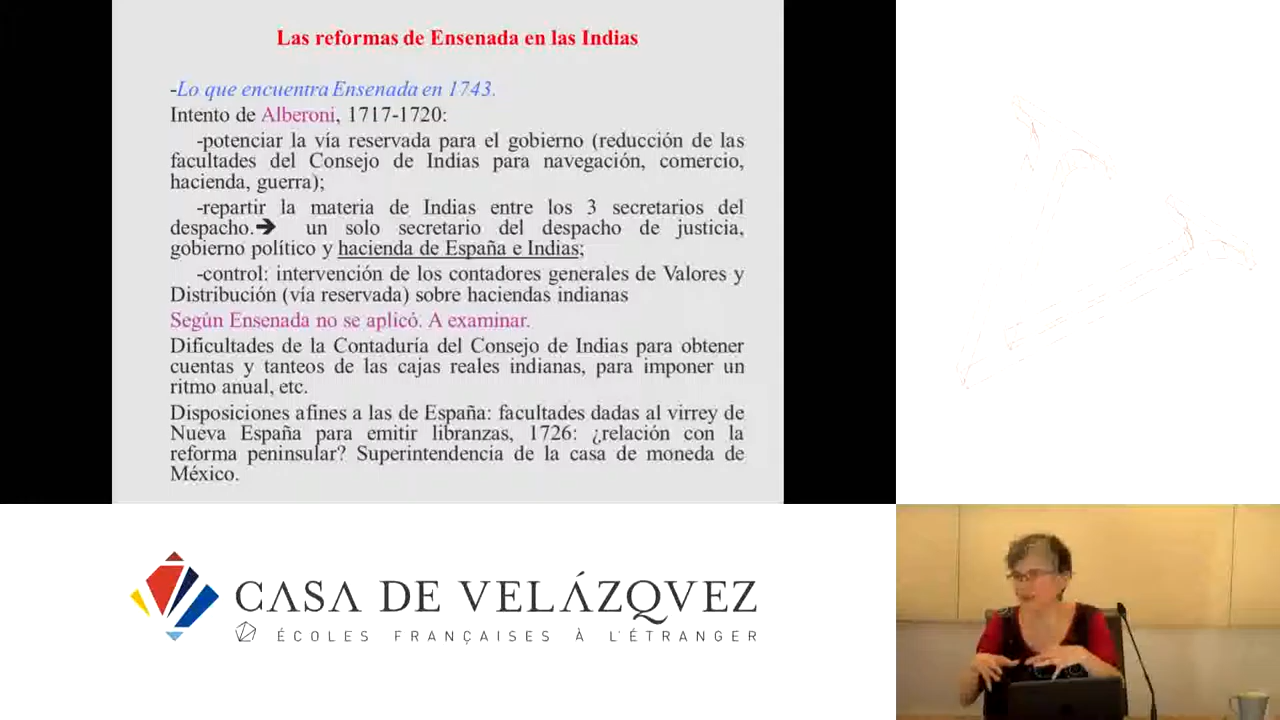 Las reformas de Ensenada en las Indias
-Lo que encuentra Ensenada en 1743.
Intento de Alberoni, 1717-1720:
-potenciar la vía reservada para el gobierno (reducción de las
facultades del Consejo de Indias para navegación, comercio,
hacienda, guerra);
-repartir la materia de Indias entre los 3 secretarios del
despacho.➔ un solo secretario del despacho de justicia,
gobierno político y hacienda de España e Indias;
-control: intervención de los contadores generales de Valores y
Distribución (vía reservada) sobre haciendas indianas
Según Ensenada no se aplicó. A examinar.
Dificultades de la Contaduría del Consejo de Indias para obtener
cuentas y tanteos de las cajas reales indianas, para imponer un
ritmo anual, etc.
Disposiciones afines a las de España: facultades dadas al virrey de
Nueva España para emitir libranzas, 1726: ¿relación con la
reforma peninsular? Superintendencia de la casa de moneda de
México.
CASA DE VELÁZQVEZ
ÉCOLES FRANÇAISES À L'ÉTRANGER